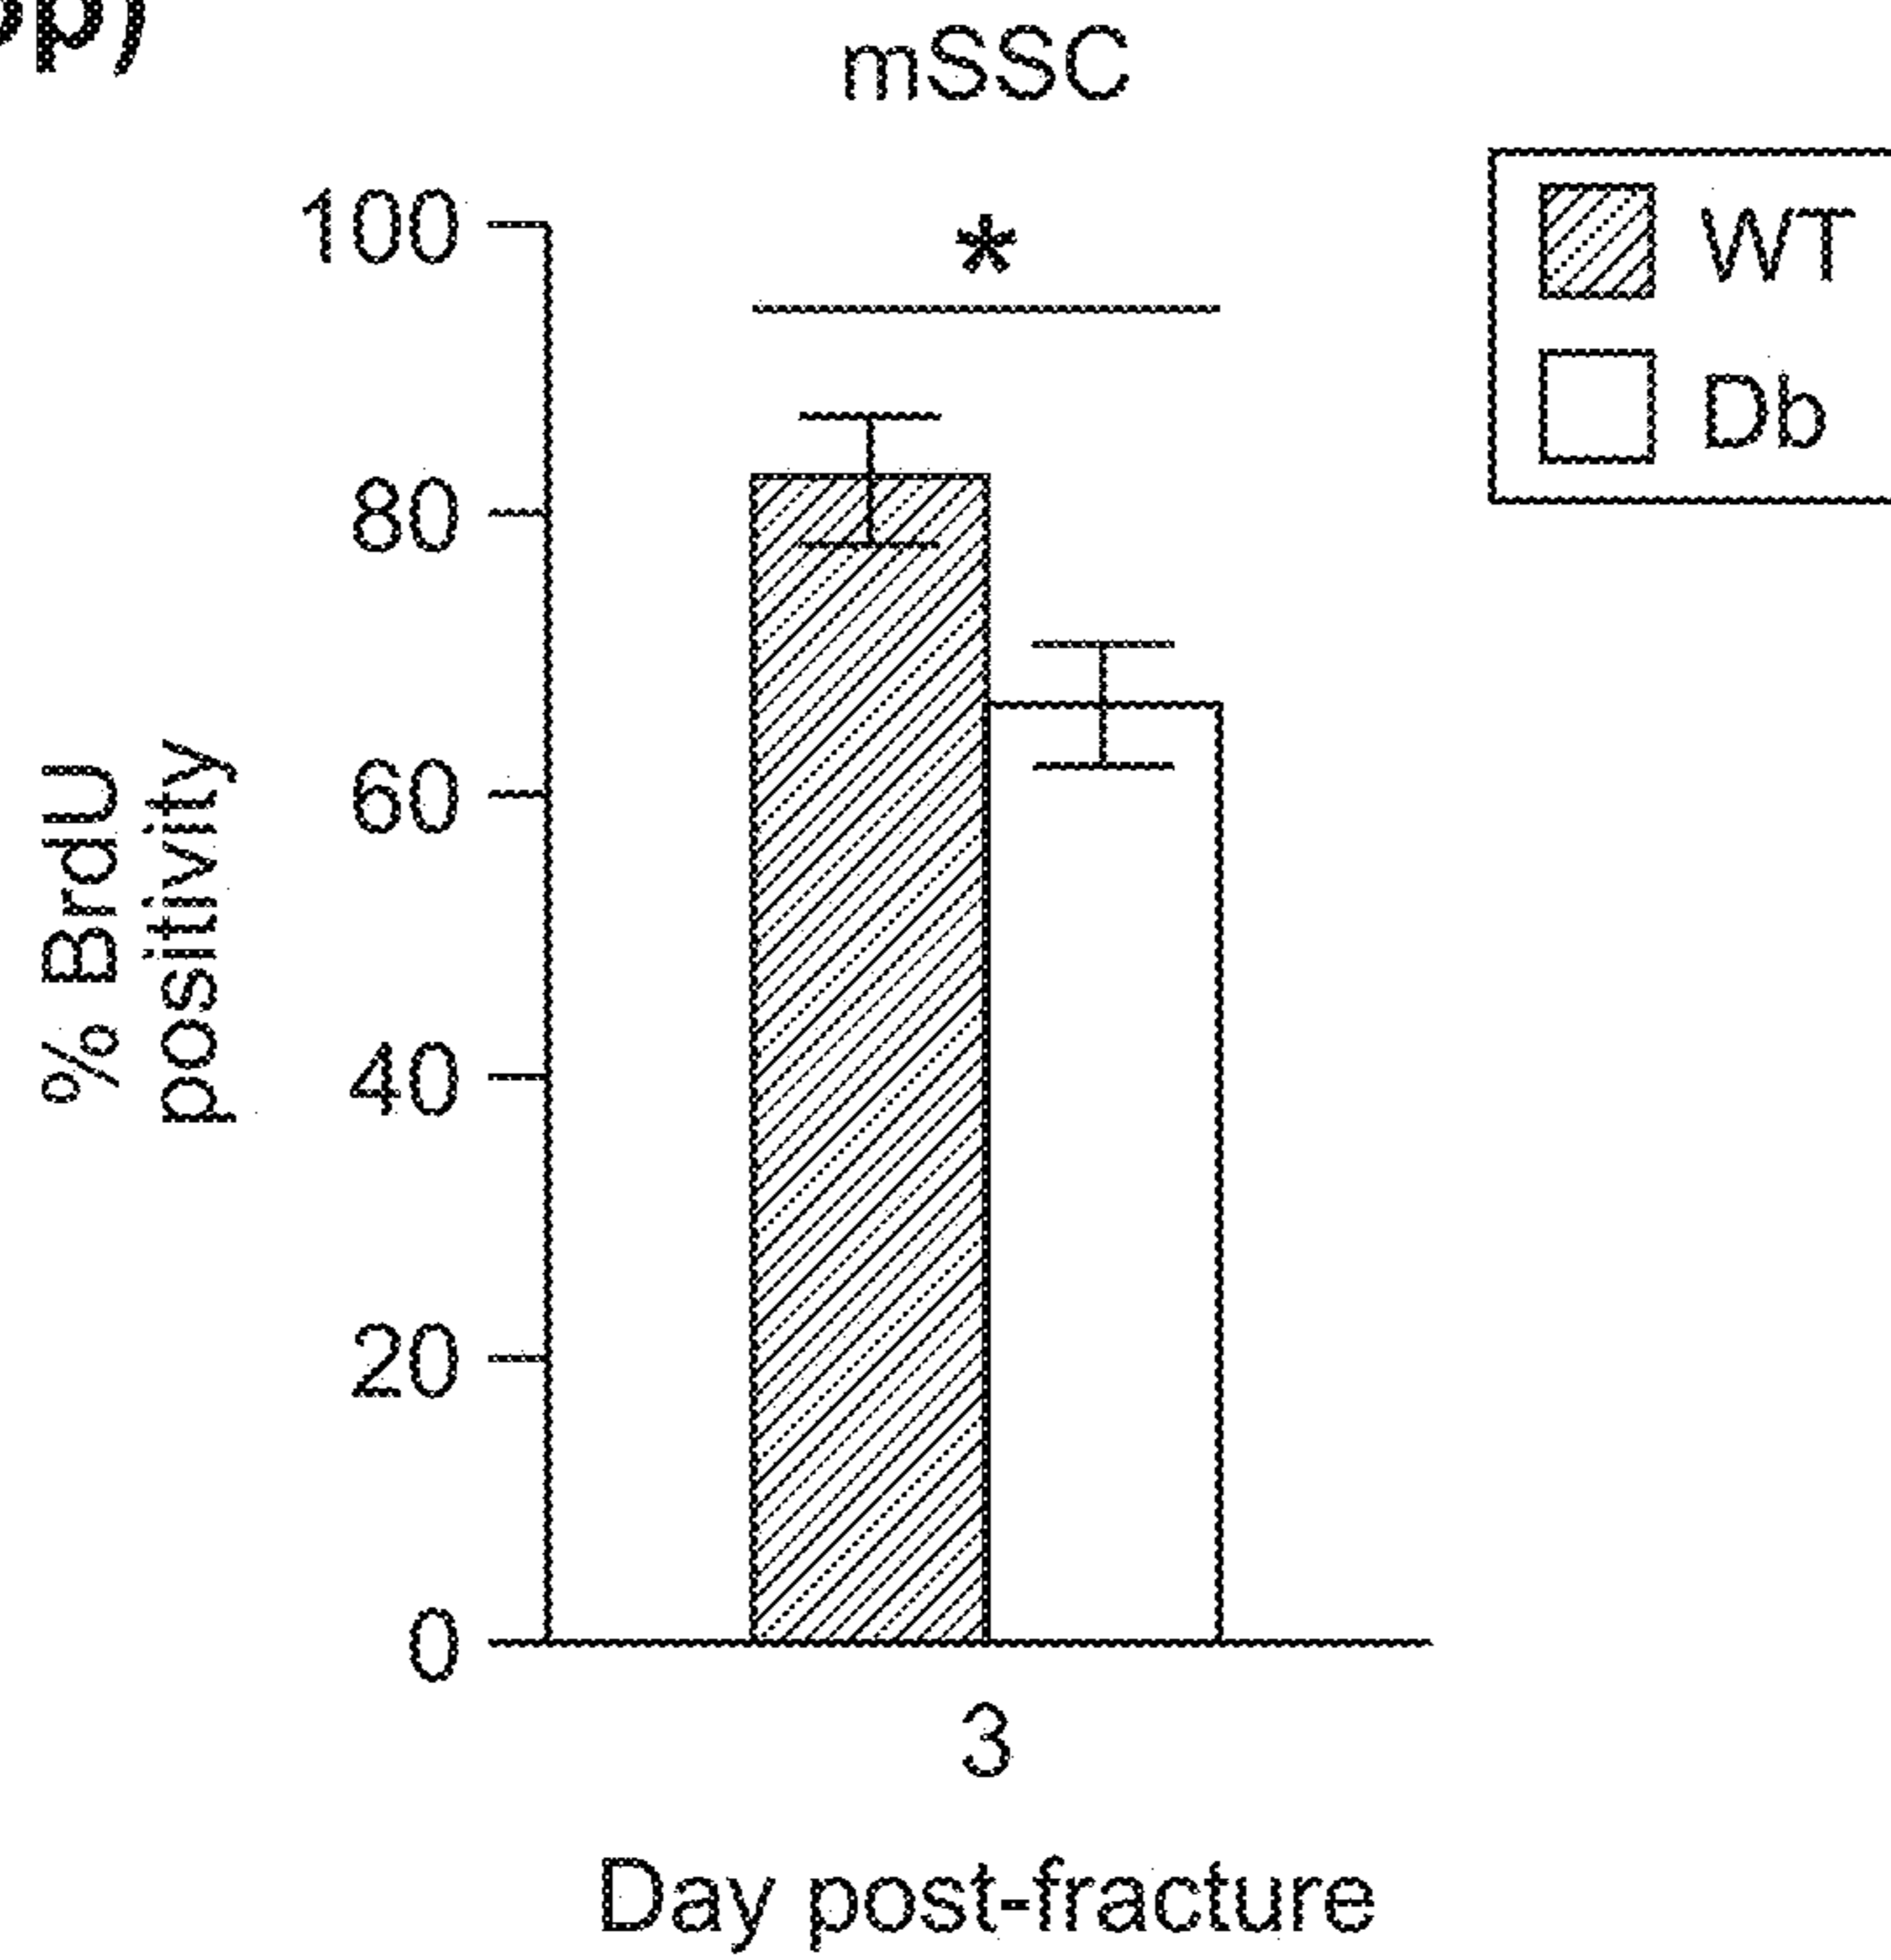 mSSC
100
80
60
40
20
0
% BrdU
positivity
*
WT
Db
3
Day post-fracture